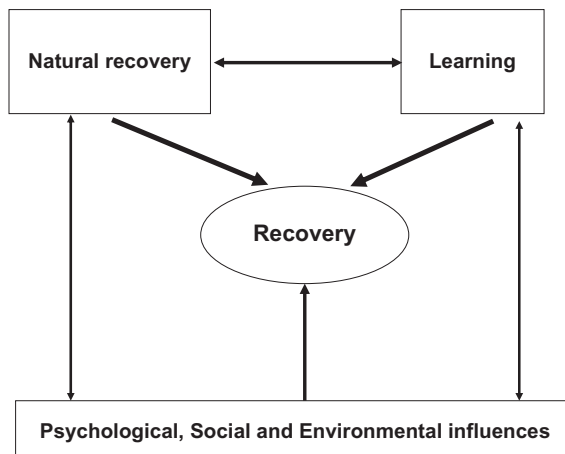 Natural recovery
Learning
Recovery
Psychological, Social and Environmental influences